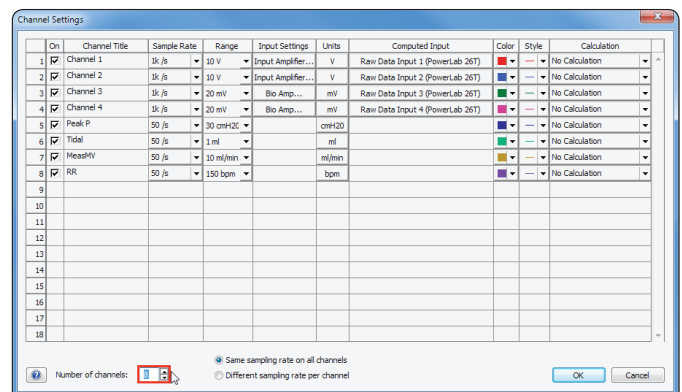 Channel Settings
On Channel Title Sample Rate Range Input Settings Units Computed Input Color Style Calculation
1 Channel 1 1k /s 10 V Input Amplifier... V Raw Data Input 1 (PowerLab 26T) No Calculation
2 Channel 2 1k /s 10 V Input Amplifier... V Raw Data Input 2 (PowerLab 26T) No Calculation
3 Channel 3 1k /s 20 mV Bio Amp... mV Raw Data Input 3 (PowerLab 26T) No Calculation
4 Channel 4 1k /s 20 mV Bio Amp... mV Raw Data Input 4 (PowerLab 26T) No Calculation
5 Peak P 50 /s 30 cmH2C cmH20 No Calculation
6 Tidal 50 /s 1 ml ml No Calculation
7 MeasMV 50 /s 10 ml/min ml/min No Calculation
8 RR 50 /s 150 bpm bpm No Calculation
9
10
11
12
13
14
15
16
17
18
Same sampling rate on all channels
Number of channels: 8
Different sampling rate per channel
OK Cancel